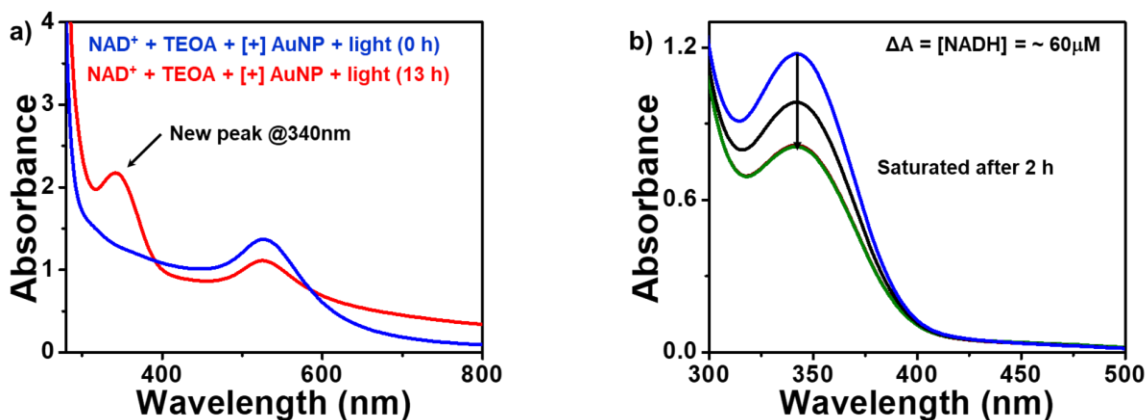 a)
NAD⁺ + TEOA + [+] AuNP + light (0 h)
NAD⁺ + TEOA + [+] AuNP + light (13 h)
New peak @340nm
Absorbance
4
3
2
1
0
400 600 800
Wavelength (nm)
b)
ΔA = [NADH] = ~ 60μM
Saturated after 2 h
Absorbance
1.2
0.6
0.0
300 350 400 450 500
Wavelength (nm)